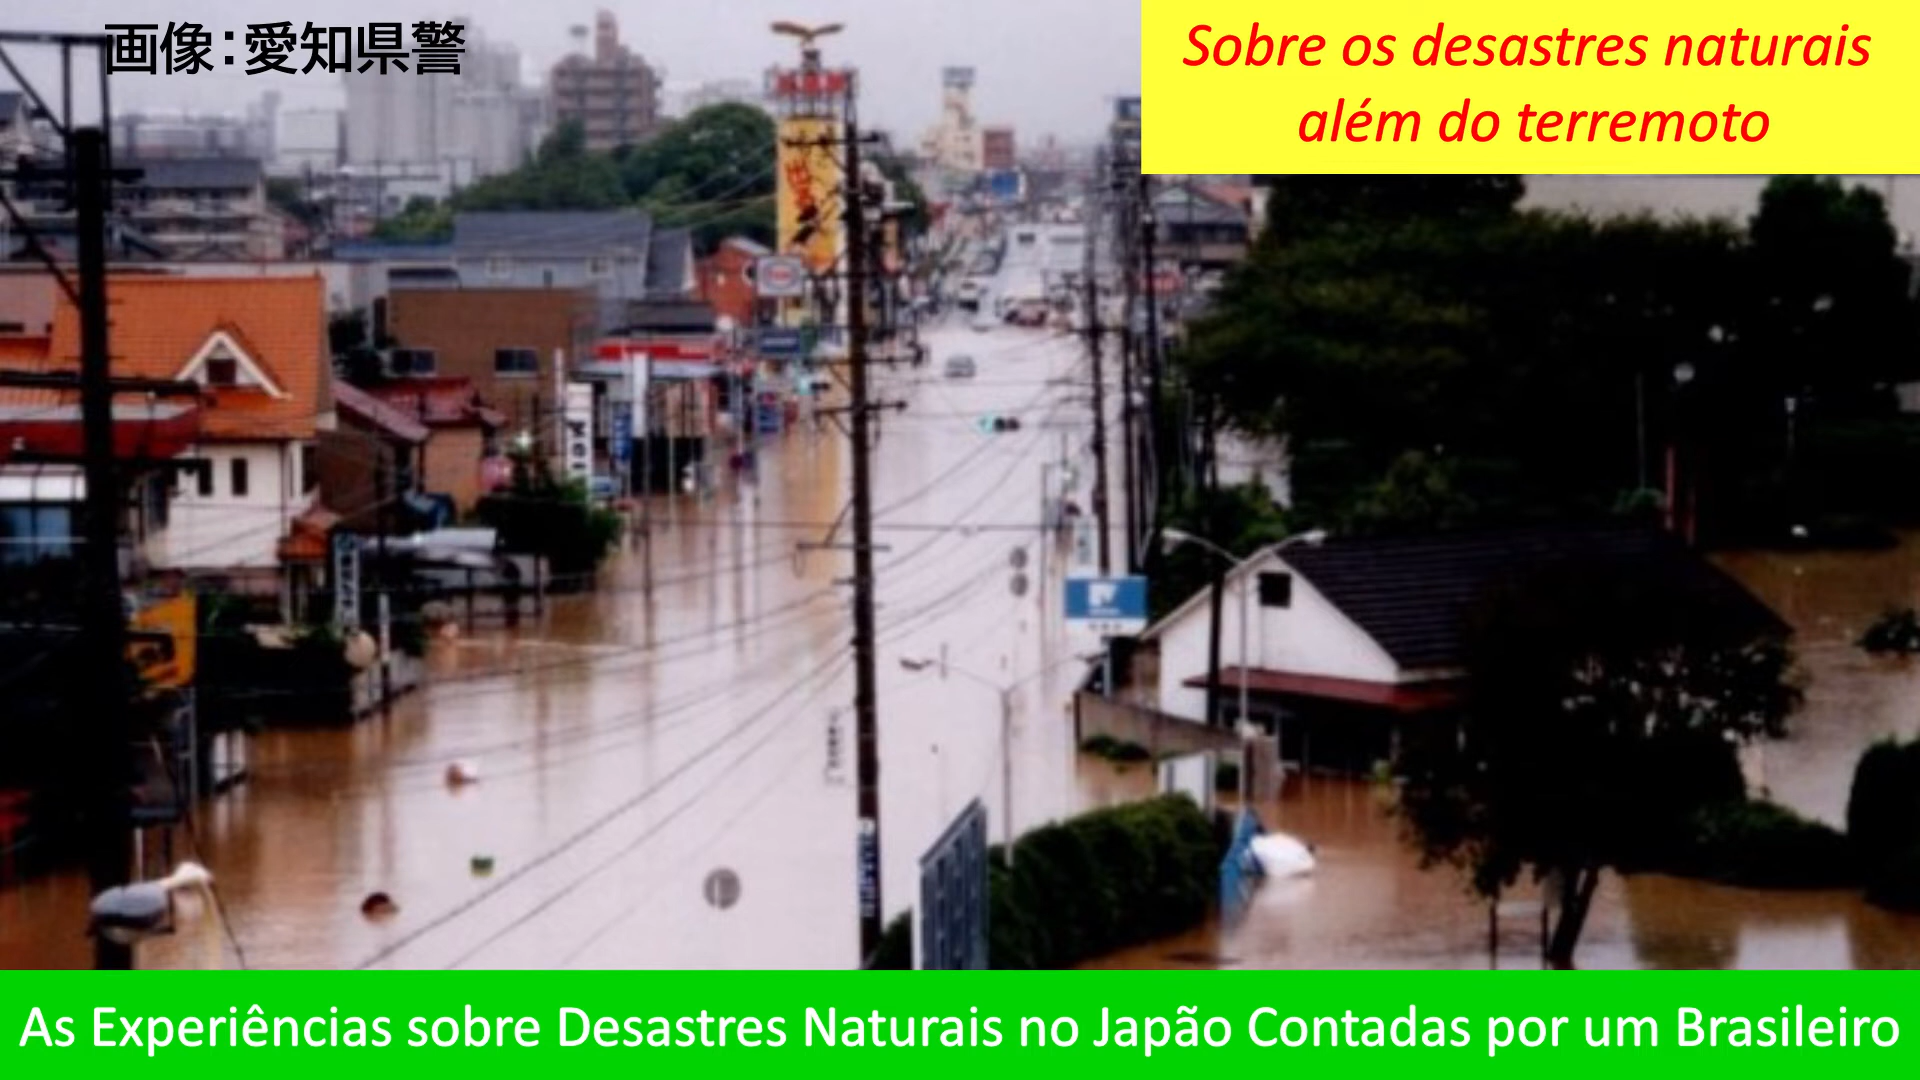 画像：愛知県警
Sobre os desastres naturais
além do terremoto
As Experiências sobre Desastres Naturais no Japão Contadas por um Brasileiro